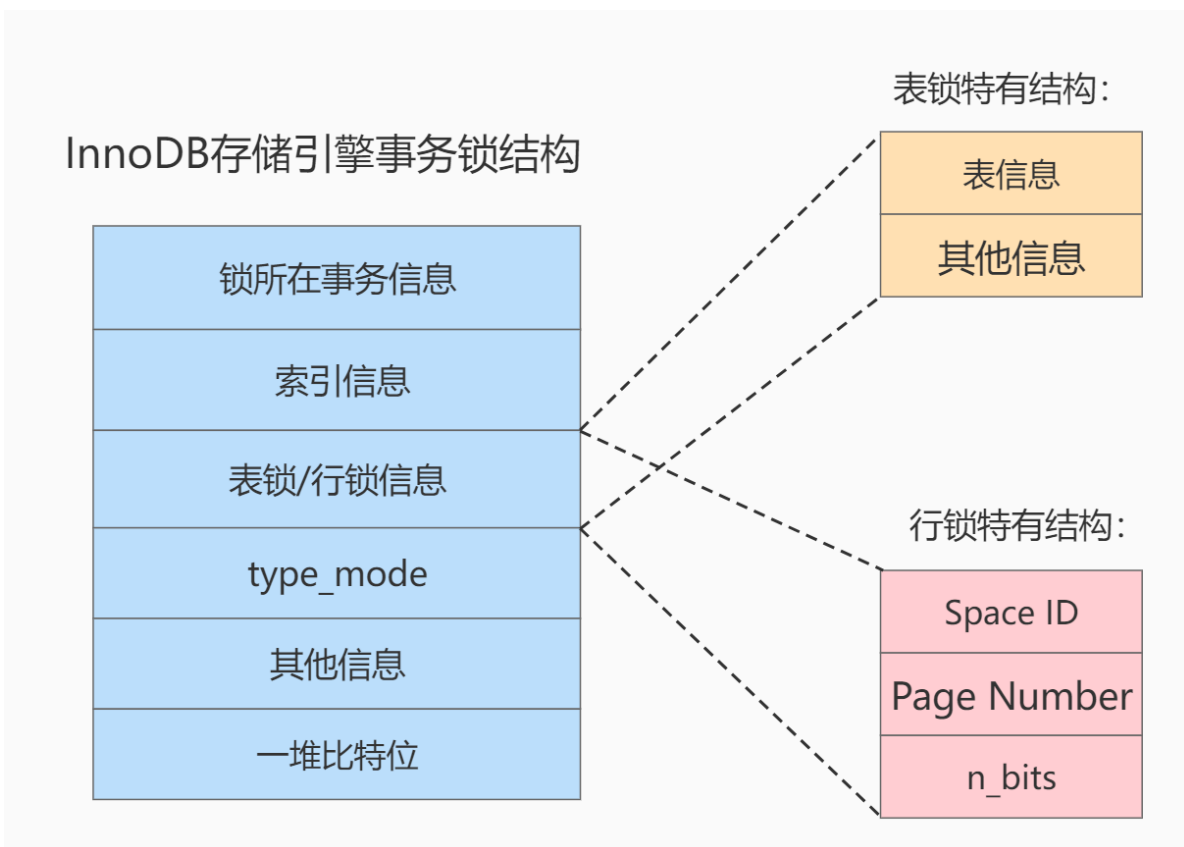 InnoDB存储引擎事务锁结构
锁所在事务信息
索引信息
表锁/行锁信息
type_mode
其他信息
一堆比特位
表锁特有结构：
表信息
其他信息
行锁特有结构：
Space ID
Page Number
n_bits